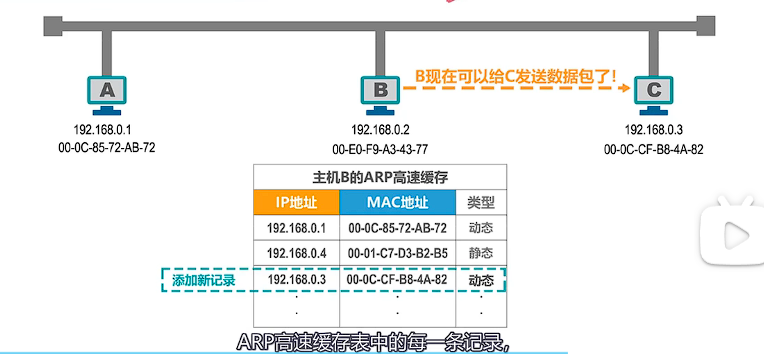 B现在可以给C发送数据包了!
A
B
C
192.168.0.1
00-0C-85-72-AB-72
192.168.0.2
00-E0-F9-A3-43-77
192.168.0.3
00-0C-CF-B8-4A-82
主机B的ARP高速缓存
IP地址 MAC地址 类型
192.168.0.1 00-0C-85-72-AB-72 动态
192.168.0.4 00-01-C7-D3-B2-B5 静态
添加新记录 192.168.0.3 00-0C-CF-B8-4A-82 动态
ARP高速缓存表中的每一条记录,